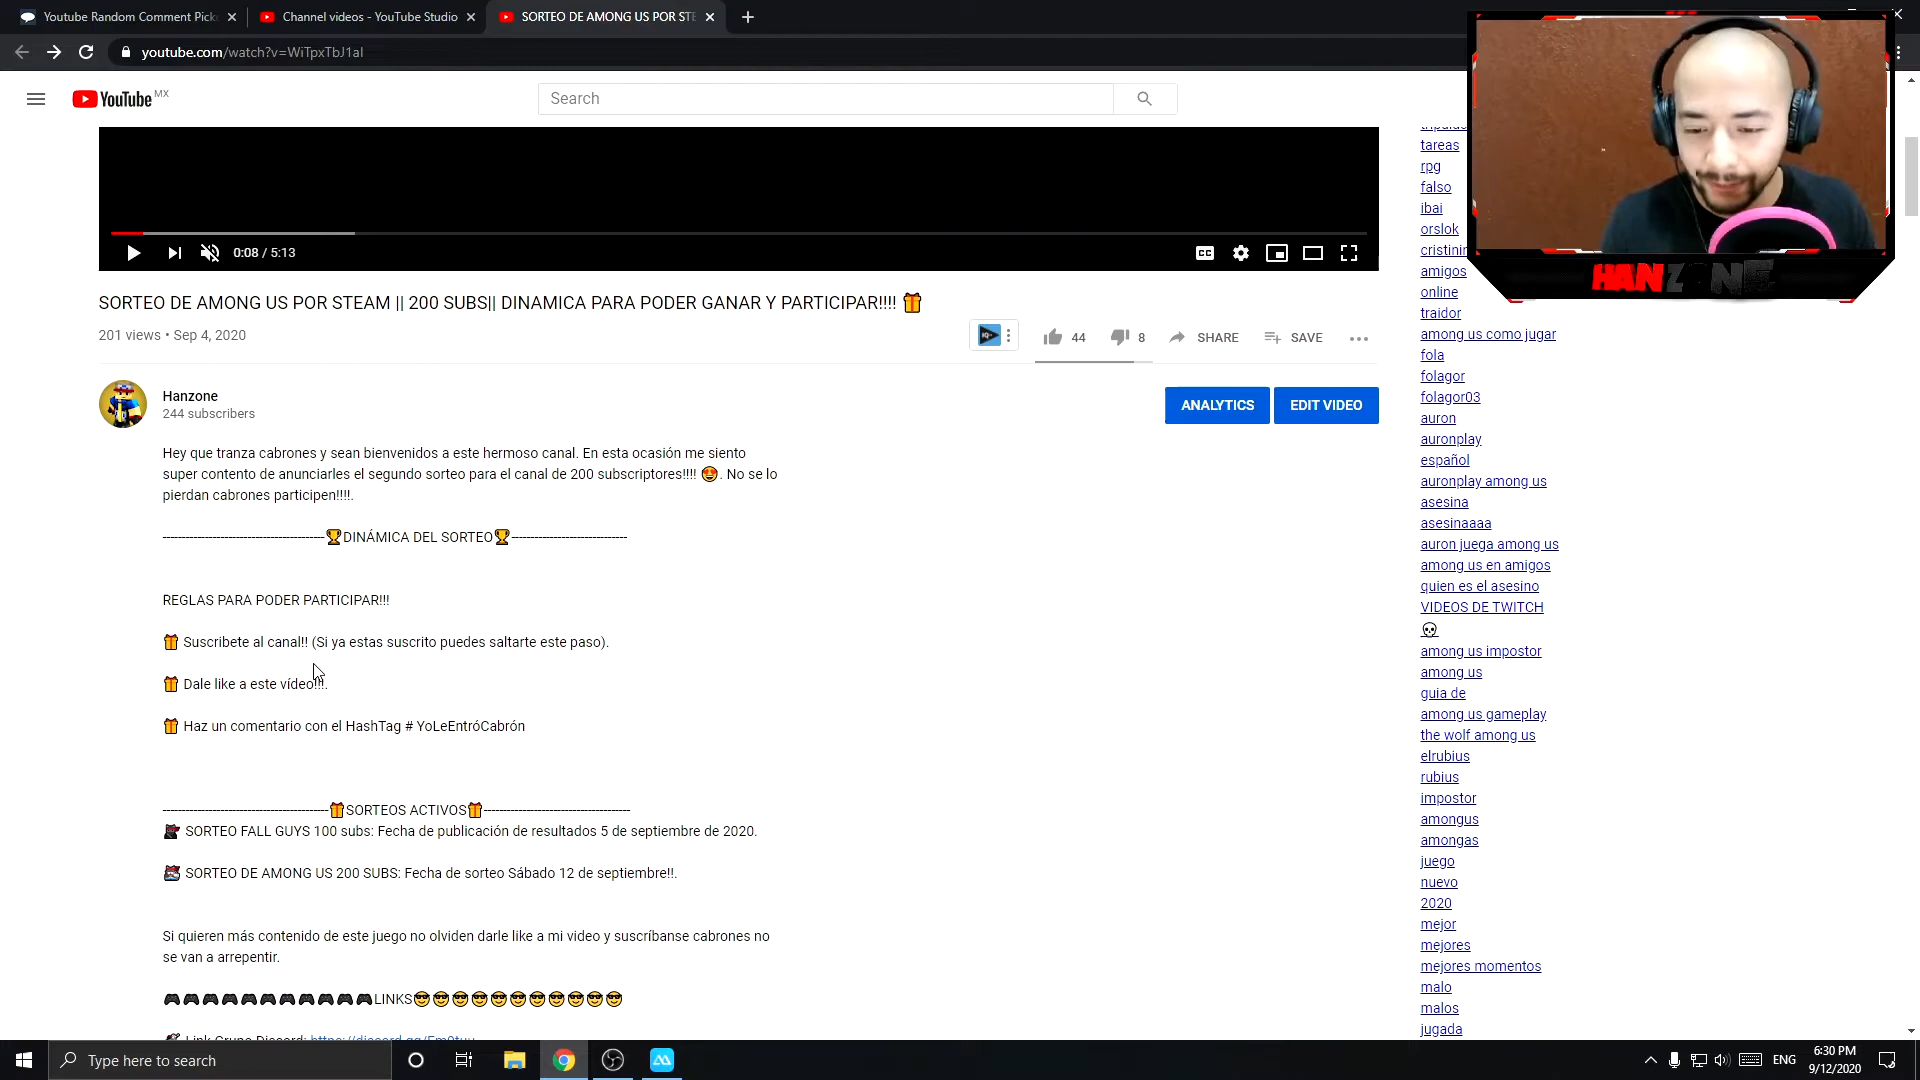 Youtube Random Comment Pick
Channel videos - YouTube Studio
SORTEO DE AMONG US POR STE
youtube.com/watch?v=WiTpxTbJ1aI
YouTube MX
Search
0:08 / 5:13
SORTEO DE AMONG US POR STEAM || 200 SUBS|| DINAMICA PARA PODER GANAR Y PARTICIPAR!!!! 🎁
201 views • Sep 4, 2020
44
8
SHARE
SAVE
Hanzone
244 subscribers
ANALYTICS
EDIT VIDEO
Hey que tranza cabrones y sean bienvenidos a este hermoso canal. En esta ocasión me siento
super contento de anunciarles el segundo sorteo para el canal de 200 subscriptores!!!! 😍. No se lo
pierdan cabrones participen!!!!.
------------------------------------------🏆DINÁMICA DEL SORTEO🏆------------------------------
REGLAS PARA PODER PARTICIPAR!!!
🎁 Suscribete al canal!! (Si ya estas suscrito puedes saltarte este paso).
🎁 Dale like a este vídeo!!!.
🎁 Haz un comentario con el HashTag # YoLeEntróCabrón
-------------------------------------------🎁SORTEOS ACTIVOS🎁--------------------------------------
SORTEO FALL GUYS 100 subs: Fecha de publicación de resultados 5 de septiembre de 2020.
SORTEO DE AMONG US 200 SUBS: Fecha de sorteo Sábado 12 de septiembre!!.
Si quieren más contenido de este juego no olviden darle like a mi video y suscríbanse cabrones no
se van a arrepentir.
🎮🎮🎮🎮🎮🎮🎮🎮🎮🎮🎮LINKS😎😎😎😎😎😎😎😎😎😎😎
tareas
rpg
falso
ibai
orslok
amigos
online
traidor
among us como jugar
fola
folagor
folagor03
auron
auronplay
español
auronplay among us
asesina
asesinaaaa
auron juega among us
among us en amigos
quien es el asesino
VIDEOS DE TWITCH
💀
among us impostor
among us
guia de
among us gameplay
the wolf among us
elrubius
rubius
impostor
amongus
amongas
juego
nuevo
2020
mejor
mejores
mejores momentos
malo
malos
jugada
HANZONE
Type here to search
ENG
6:30 PM
9/12/2020